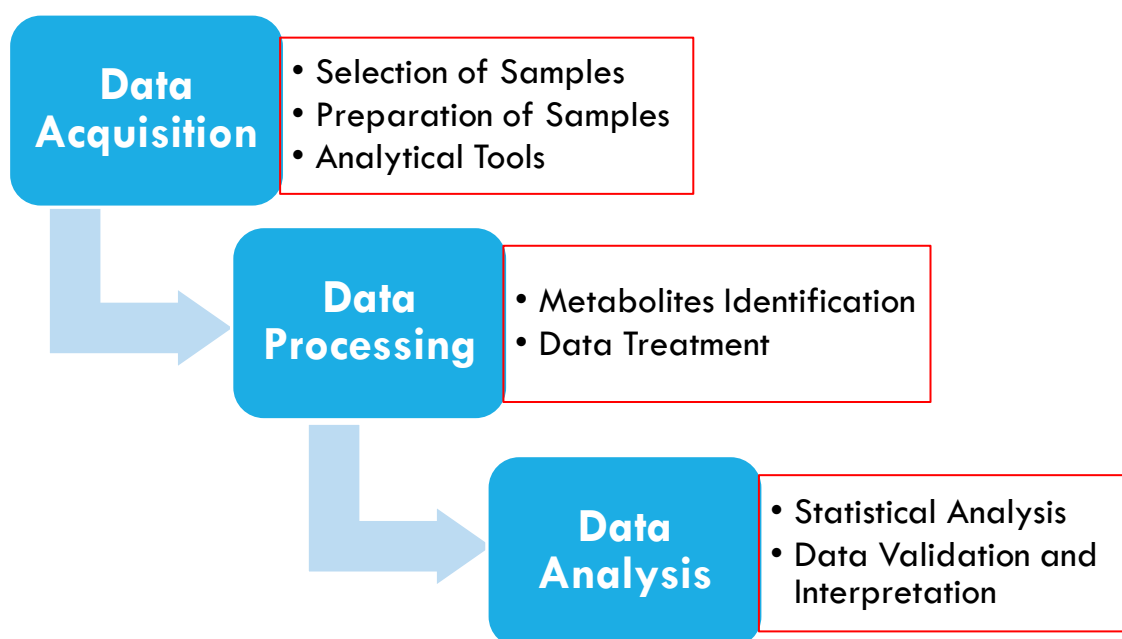 Data
Acquisition
• Selection of Samples
• Preparation of Samples
• Analytical Tools
Data
Processing
• Metabolites Identification
• Data Treatment
Data
Analysis
• Statistical Analysis
• Data Validation and
Interpretation